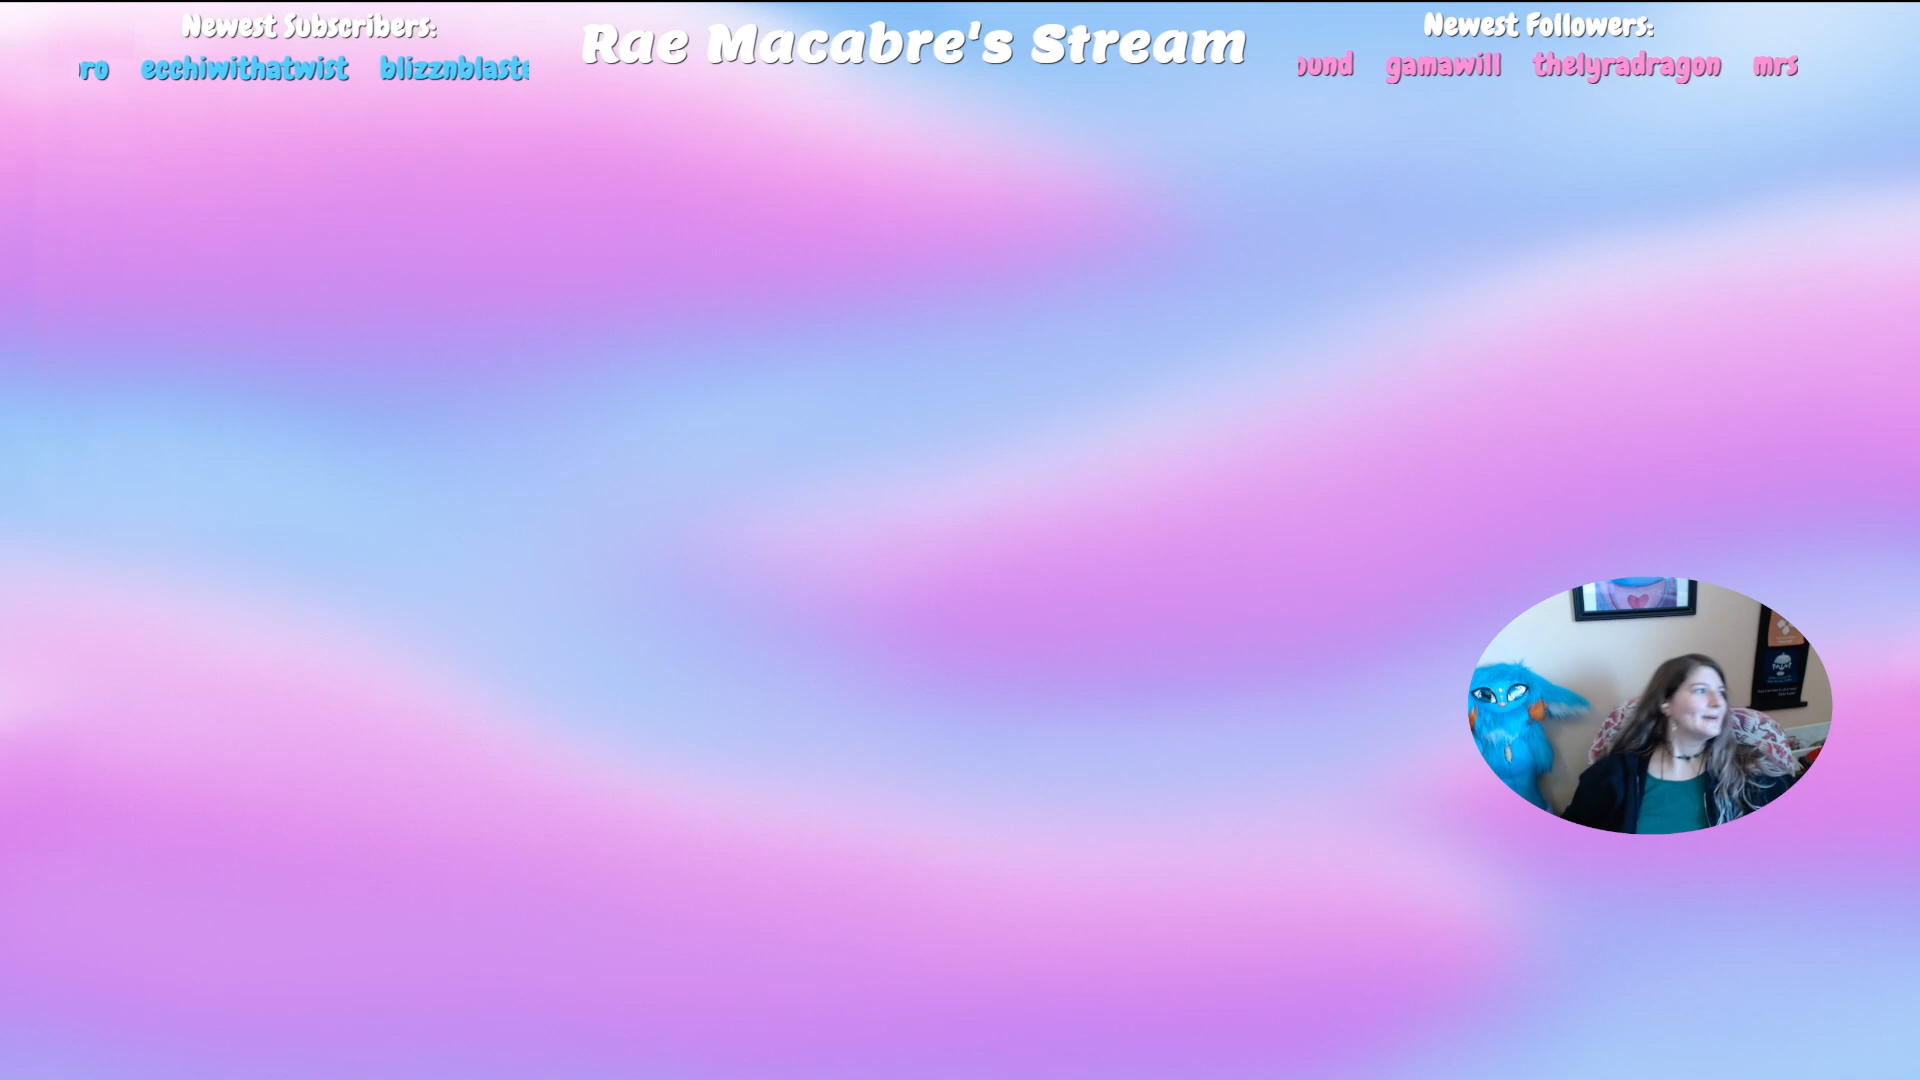 Newest Subscribers:
ecchiwithatwist
Rae Macabre's Stream
Newest Followers:
gamawill thelyradragon mrs